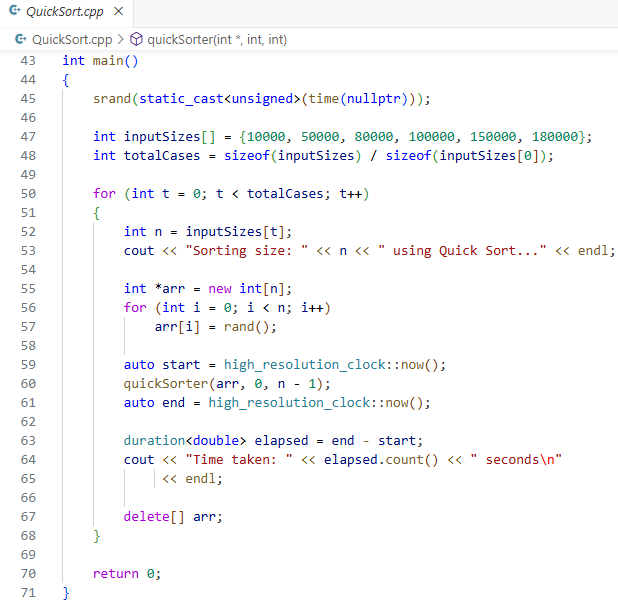 QuickSort.cpp
QuickSort.cpp > quickSorter(int *, int, int)
43 int main()
44 {
45 srand(static_cast<unsigned>(time(nullptr)));
46
47 int inputSizes[] = {10000, 50000, 80000, 100000, 150000, 180000};
48 int totalCases = sizeof(inputSizes) / sizeof(inputSizes[0]);
49
50 for (int t = 0; t < totalCases; t++)
51 {
52 int n = inputSizes[t];
53 cout << "Sorting size: " << n << " using Quick Sort..." << endl;
54
55 int *arr = new int[n];
56 for (int i = 0; i < n; i++)
57 arr[i] = rand();
58
59 auto start = high_resolution_clock::now();
60 quickSorter(arr, 0, n - 1);
61 auto end = high_resolution_clock::now();
62
63 duration<double> elapsed = end - start;
64 cout << "Time taken: " << elapsed.count() << " seconds\n"
65 << endl;
66
67 delete[] arr;
68 }
69
70 return 0;
71 }